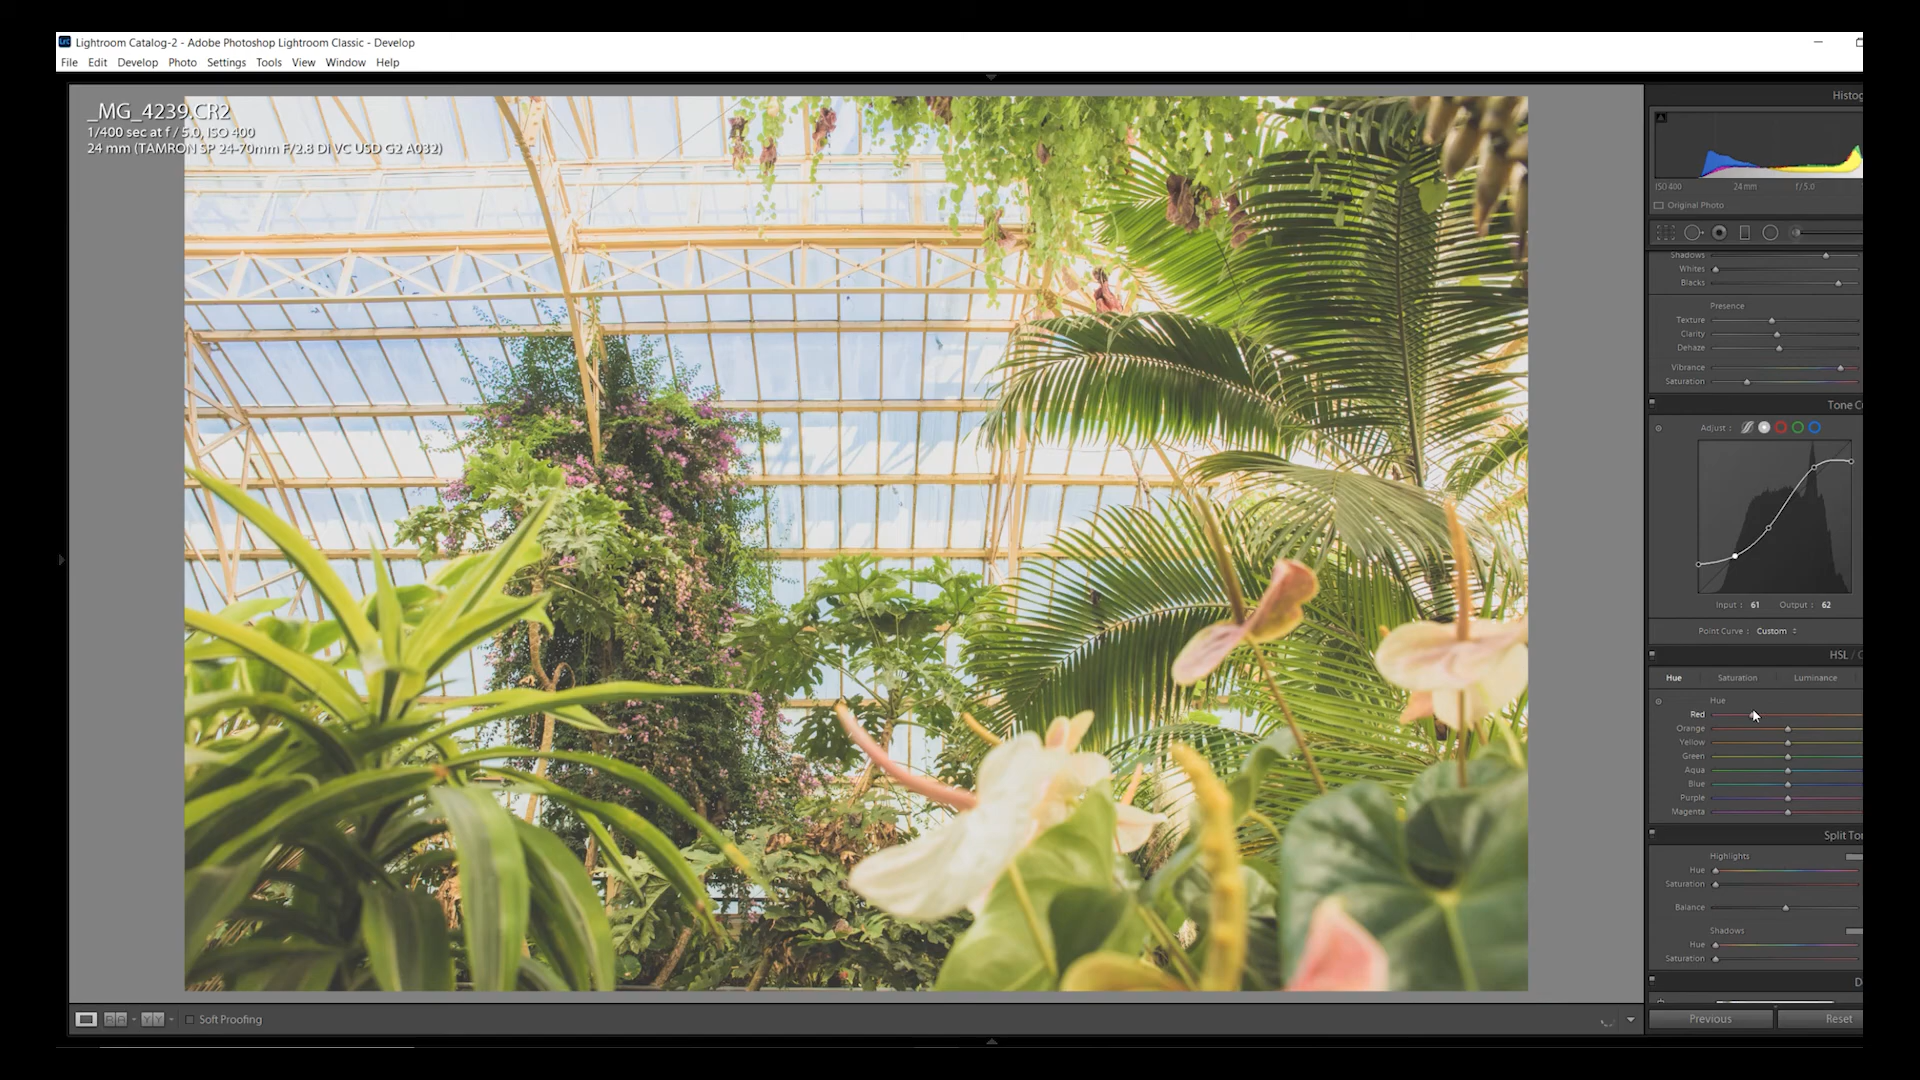 Lightroom Catalog-2 - Adobe Photoshop Lightroom Classic - Develop
File Edit Develop Photo Settings Tools View Window Help
_MG_4239.CR2
1/400 sec at f / 5.0, ISO 400
24 mm (TAMRON SP 24-70mm F/2.8 Di VC USD G2 A032)
Histog
ISO 400 24 mm f / 5.0
Original Photo
Shadows
Whites
Blacks
Presence
Texture
Clarity
Dehaze
Vibrance
Saturation
Tone C
Adjust :
Input : 61 Output : 62
Point Curve : Custom
HSL / C
Hue Saturation Luminance
Hue
Red
Orange
Yellow
Green
Aqua
Blue
Purple
Magenta
Split To
Highlights
Hue
Saturation
Balance
Shadows
Hue
Saturation
D
Previous Reset
Soft Proofing